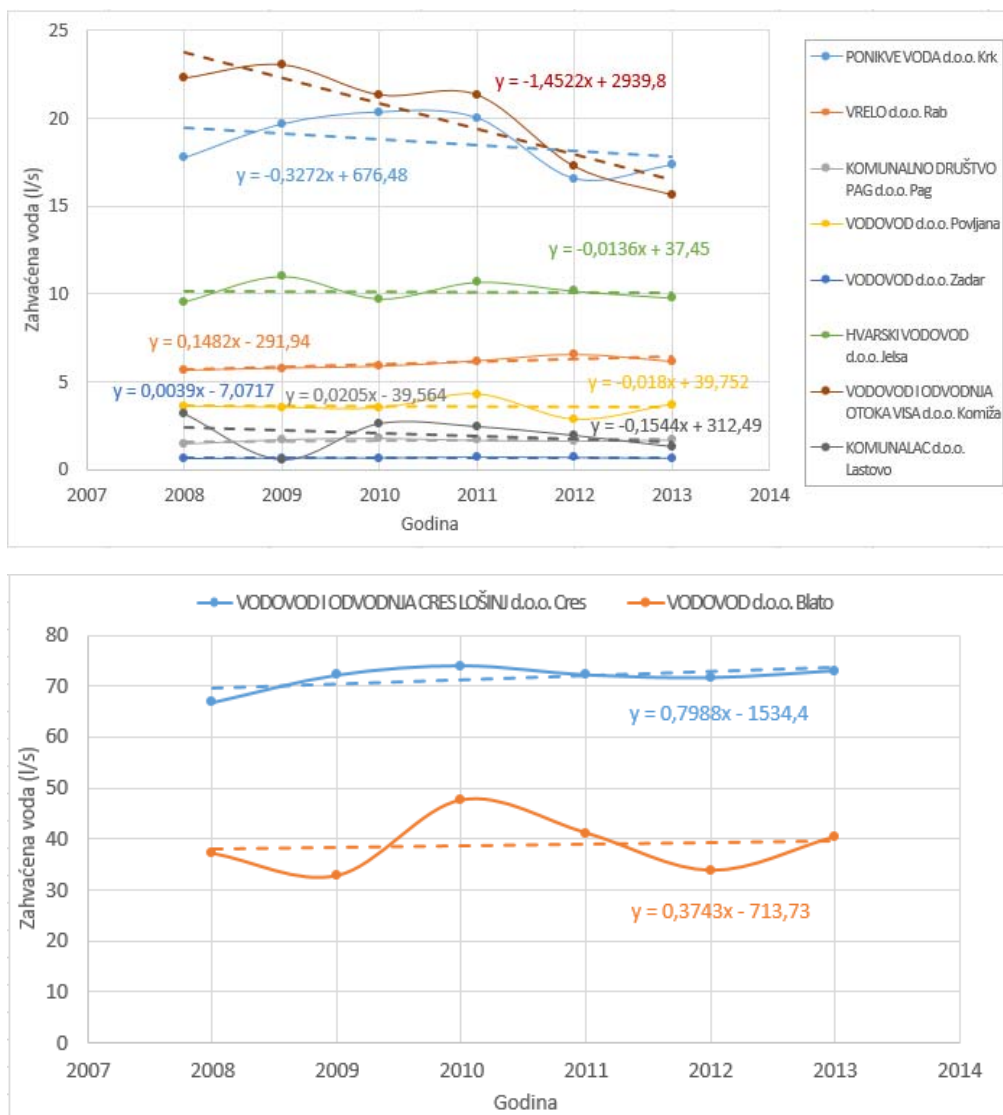 25
20
15
10
5
0
Zahvaćena voda (l/s)
y = -1,4522x + 2939,8
y = -0,3272x + 676,48
y = -0,0136x + 37,45
y = 0,1482x - 291,94
y = 0,0039x - 7,0717
y = 0,0205x - 39,564
y = -0,018x + 39,752
y = -0,1544x + 312,49
2007 2008 2009 2010 2011 2012 2013 2014
Godina
PONIKVE VODA d.o.o. Krk
VRELO d.o.o. Rab
KOMUNALNO DRUŠTVO
PAG d.o.o. Pag
VODOVOD d.o.o. Povljana
VODOVOD d.o.o. Zadar
HVARSKI VODOVOD
d.o.o. Jelsa
VODOVOD I ODVODNJA
OTOKA VISA d.o.o. Komiža
KOMUNALAC d.o.o.
Lastovo
VODOVOD I ODVODNJA CRES LOŠINJ d.o.o. Cres VODOVOD d.o.o. Blato
80
70
60
50
40
30
20
10
0
Zahvaćena voda (l/s)
y = 0,7988x - 1534,4
y = 0,3743x - 713,73
2007 2008 2009 2010 2011 2012 2013 2014
Godina